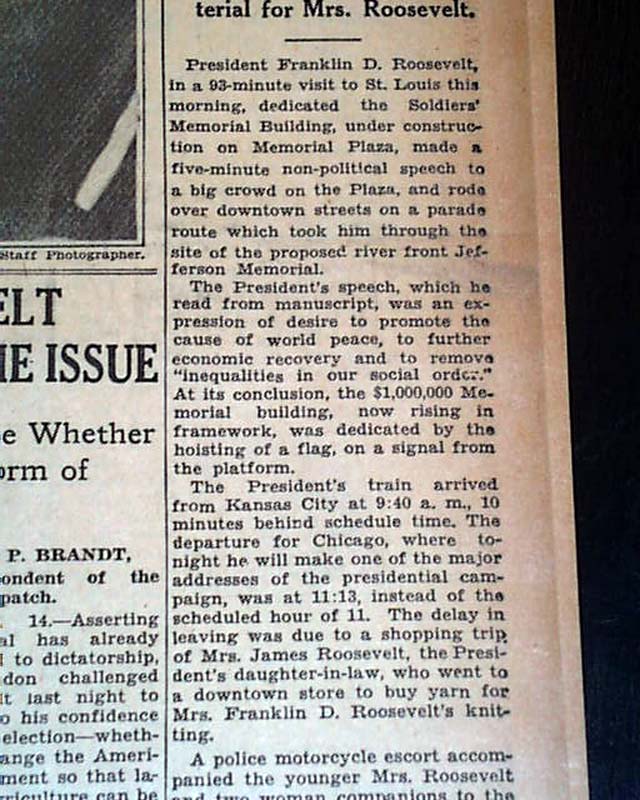 Staff Photographer.
ELT
E ISSUE
e Whether
orm of
P. BRANDT,
ondent of the
patch.
14.—Asserting
al has already
to dictatorship,
don challenged
t last night to
o his confidence
election—wheth-
ange the Ameri-
ment so that la-
riculture can be
terial for Mrs. Roosevelt.
President Franklin D. Roosevelt,
in a 93-minute visit to St. Louis this
morning, dedicated the Soldiers'
Memorial Building, under construc-
tion on Memorial Plaza, made a
five-minute non-political speech to
a big crowd on the Plaza, and rode
over downtown streets on a parade
route which took him through the
site of the proposed river front Jef-
ferson Memorial.
The President's speech, which he
read from manuscript, was an ex-
pression of desire to promote the
cause of world peace, to further
economic recovery and to remove
"inequalities in our social order."
At its conclusion, the $1,000,000 Me-
morial building, now rising in
framework, was dedicated by the
hoisting of a flag, on a signal from
the platform.
The President's train arrived
from Kansas City at 9:40 a. m., 10
minutes behind schedule time. The
departure for Chicago, where to-
night he will make one of the major
addresses of the presidential cam-
paign, was at 11:13, instead of the
scheduled hour of 11. The delay in
leaving was due to a shopping trip
of Mrs. James Roosevelt, the Presi-
dent's daughter-in-law, who went to
a downtown store to buy yarn for
Mrs. Franklin D. Roosevelt's knit-
ting.
A police motorcycle escort accom-
panied the younger Mrs. Roosevelt
and two woman companions to the